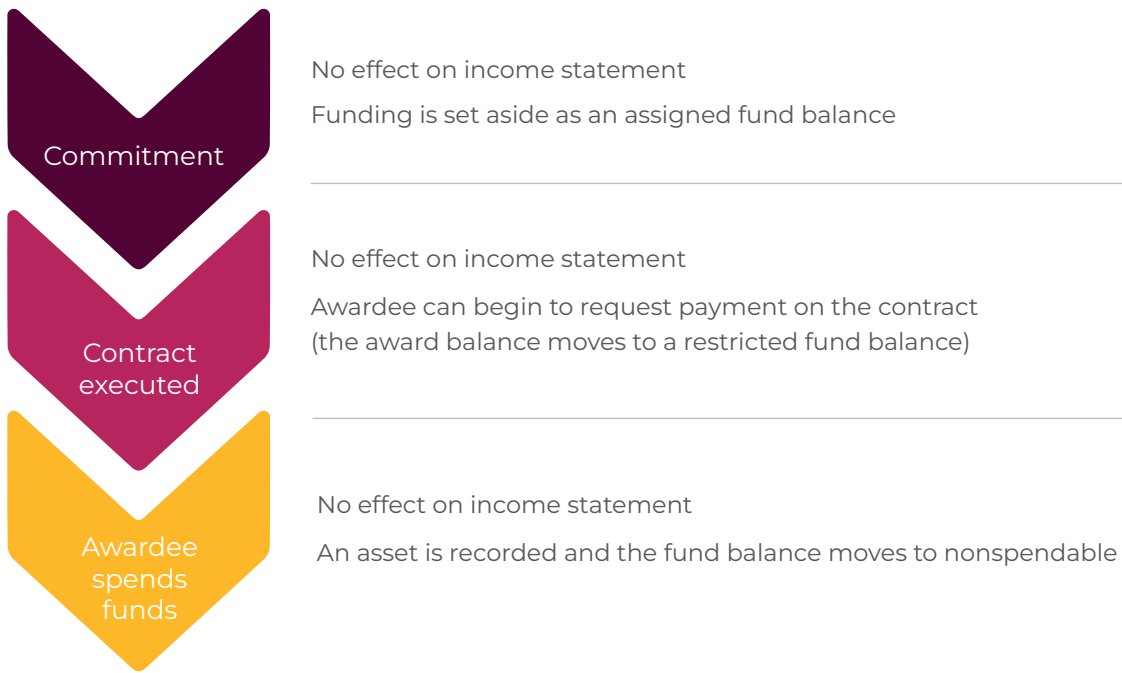 Commitment
No effect on income statement
Funding is set aside as an assigned fund balance
Contract
executed
No effect on income statement
Awardee can begin to request payment on the contract
(the award balance moves to a restricted fund balance)
Awardee
spends
funds
No effect on income statement
An asset is recorded and the fund balance moves to nonspendable